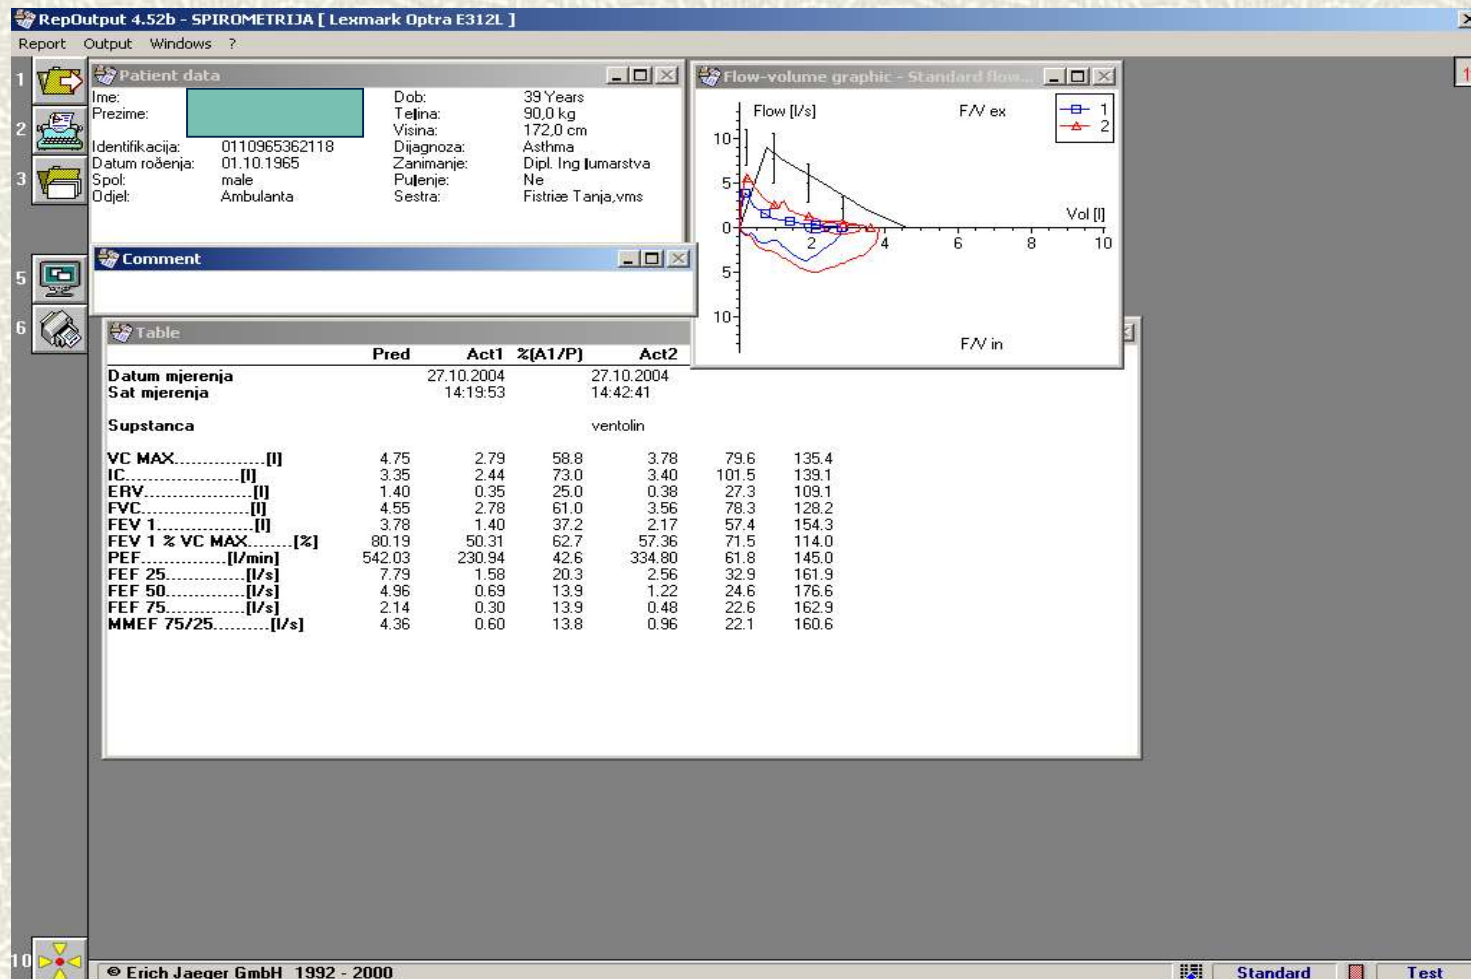 RepOutput 4.52b - SPIROMETRIJA [ Lexmark Optra E312L ]
Report Output Windows ?
1
2
3
5
6
10
Patient data
Ime: Dob: 39 Years
Prezime: Teljina: 90,0 kg
Visina: 172,0 cm
Identifikacija: 0110965362118 Dijagnoza: Asthma
Datum roðenja: 01.10.1965 Zanimanje: Dipl. Ing ļumarstva
Spol: male Puļenje: Ne
Odjel: Ambulanta Sestra: Fistriæ Tanja,vms
Flow-volume graphic - Standard flow...
Flow [l/s] F/V ex 1
2
10
5
Vol [l]
0
2 4 6 8 10
5
10
F/V in
Comment
Table
Pred Act1 %(A1/P) Act2
Datum mjerenja 27.10.2004 27.10.2004
Sat mjerenja 14:19:53 14:42:41
Supstanca ventolin
VC MAX...............[l] 4.75 2.79 58.8 3.78 79.6 135.4
IC...................[l] 3.35 2.44 73.0 3.40 101.5 139.1
ERV..................[l] 1.40 0.35 25.0 0.38 27.3 109.1
FVC..................[l] 4.55 2.78 61.0 3.56 78.3 128.2
FEV 1................[l] 3.78 1.40 37.2 2.17 57.4 154.3
FEV 1 % VC MAX.......[%] 80.19 50.31 62.7 57.36 71.5 114.0
PEF..............[l/min] 542.03 230.94 42.6 334.80 61.8 145.0
FEF 25.............[l/s] 7.79 1.58 20.3 2.56 32.9 161.9
FEF 50.............[l/s] 4.96 0.69 13.9 1.22 24.6 176.6
FEF 75.............[l/s] 2.14 0.30 13.9 0.48 22.6 162.9
MMEF 75/25.........[l/s] 4.36 0.60 13.8 0.96 22.1 160.6
© Erich Jaeger GmbH 1992 - 2000 Standard Test